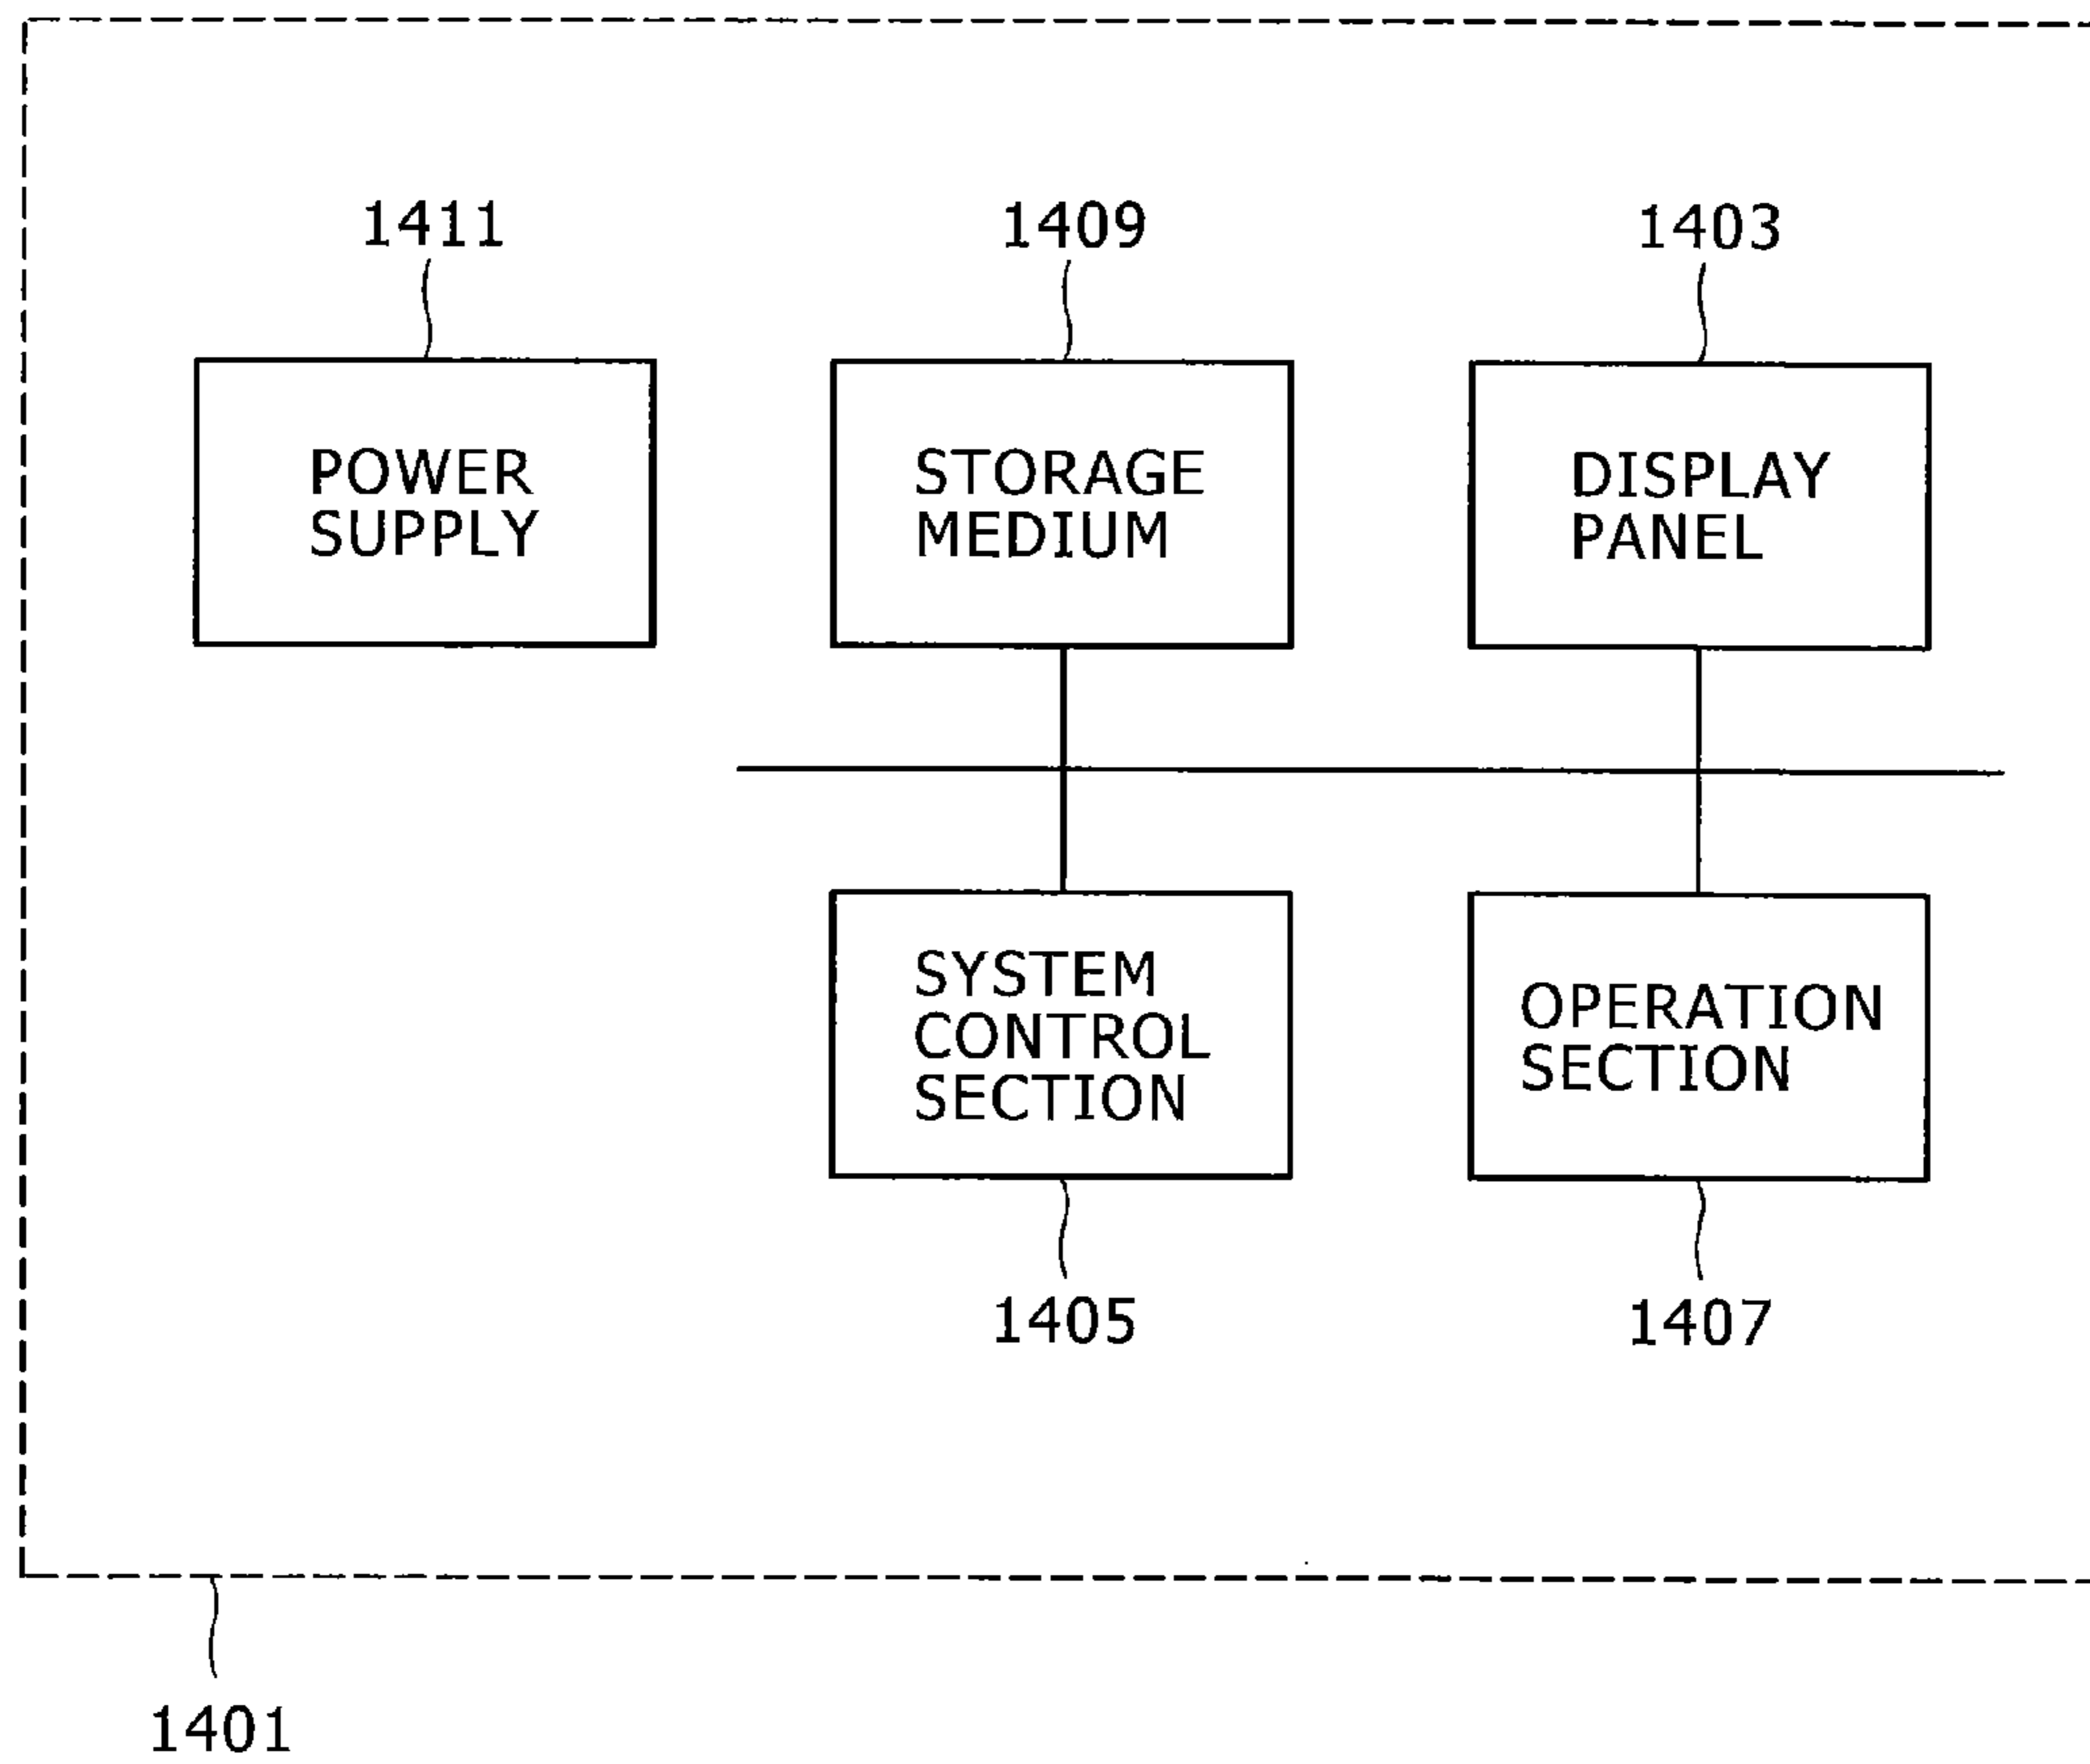 1411
1409
1403
POWER
SUPPLY
STORAGE
MEDIUM
DISPLAY
PANEL
SYSTEM
CONTROL
SECTION
OPERATION
SECTION
1405
1407
1401